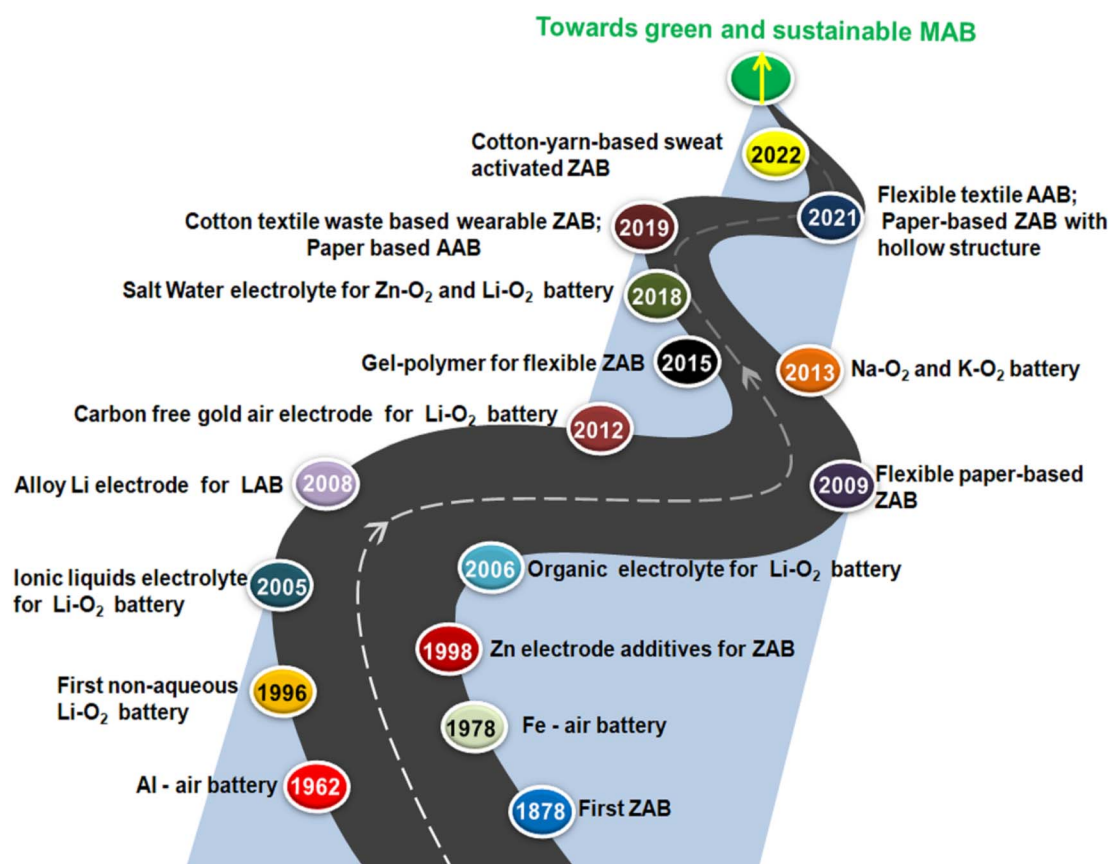 Towards green and sustainable MAB
Cotton-yarn-based sweat
activated ZAB
2022
Flexible textile AAB;
Paper-based ZAB with
hollow structure
2021
Cotton textile waste based wearable ZAB;
Paper based AAB
2019
Salt Water electrolyte for Zn-O₂ and Li-O₂ battery
2018
Gel-polymer for flexible ZAB
2015
2013
Na-O₂ and K-O₂ battery
Carbon free gold air electrode for Li-O₂ battery
2012
Alloy Li electrode for LAB
2008
2009
Flexible paper-based
ZAB
Ionic liquids electrolyte
for Li-O₂ battery
2005
2006
Organic electrolyte for Li-O₂ battery
1998
Zn electrode additives for ZAB
First non-aqueous
Li-O₂ battery
1996
1978
Fe - air battery
Al - air battery
1962
1878
First ZAB